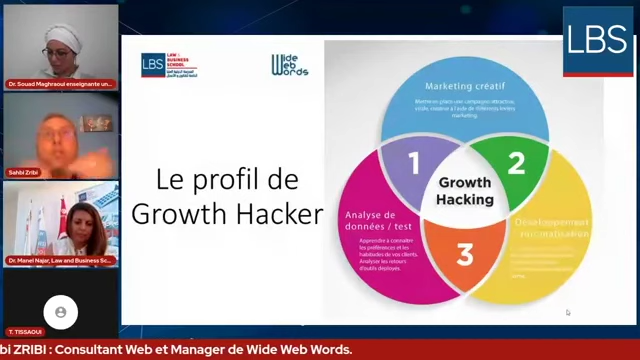 LBS
LBS
LAW &
BUSINESS
SCHOOL
Wide
Web
Words
Dr. Souad Maghraoui enseignante un...
Sahbi Zribi
Dr. Manel Najar, Law and Business Sc...
T. TISSAOUI
Le profil de
Growth Hacker
Marketing créatif
marketing.
1
2
Growth
Hacking
3
Analyse de
données / test
Apprendre à connaître
les préférences et les
habitudes de vos clients.
Analyser les retours
d'outils déployés.
Développement
bi ZRIBI : Consultant Web et Manager de Wide Web Words.